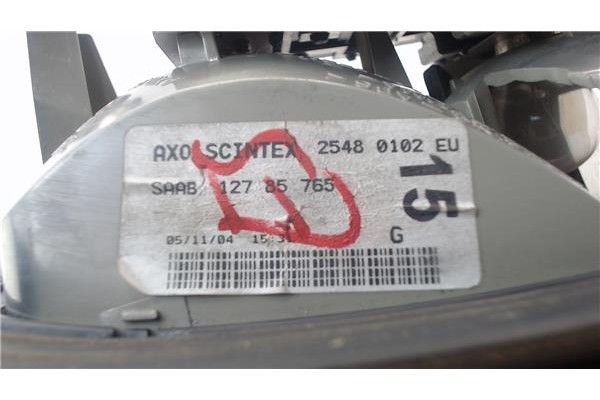 AXO SCINTEX 2548 0102 EU
SAAB 127 85 765
15
05/11/04
G